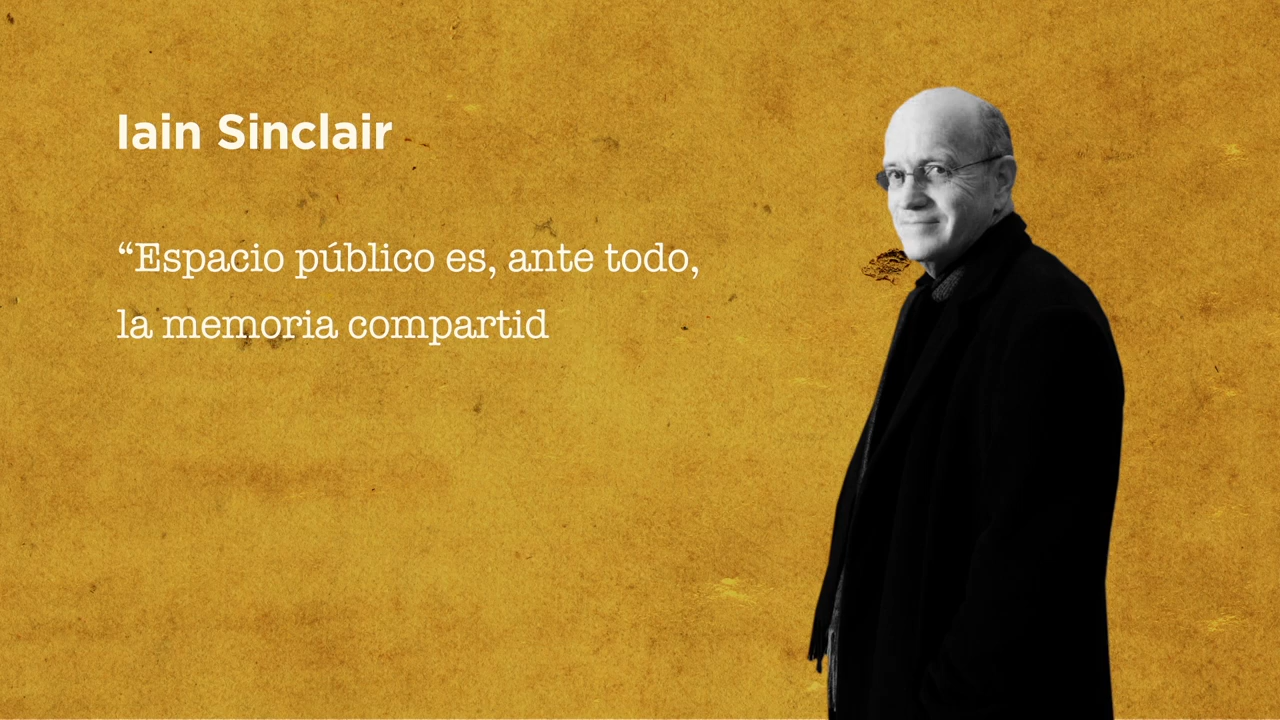 Iain Sinclair
“Espacio público es, ante todo,
la memoria compartid